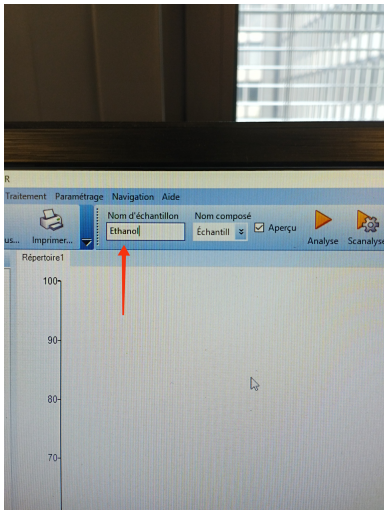 R
Traitement Paramétrage Navigation Aide
Nom d'échantillon Nom composé
Ethanol Échantill Aperçu
us... Imprimer... Analyse Scanalyse
Répertoire1
100
90
80
70